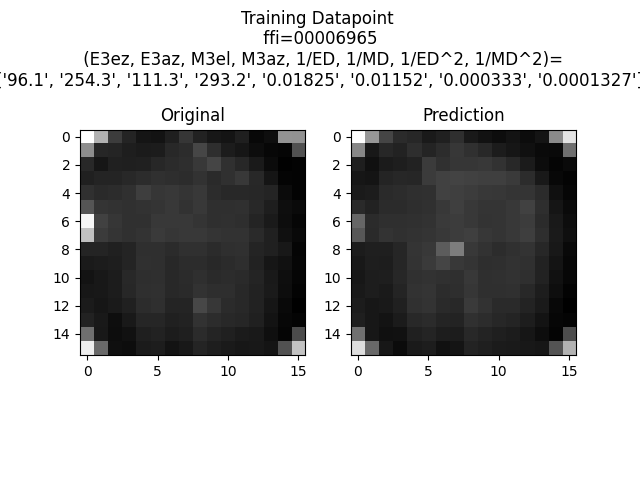 Training Datapoint
ffi=00006965
(E3ez, E3az, M3el, M3az, 1/ED, 1/MD, 1/ED^2, 1/MD^2)=
['96.1', '254.3', '111.3', '293.2', '0.01825', '0.01152', '0.000333', '0.0001327']
Original Prediction
0 0
2 2
4 4
6 6
8 8
10 10
12 12
14 14
0 5 10 15 0 5 10 15